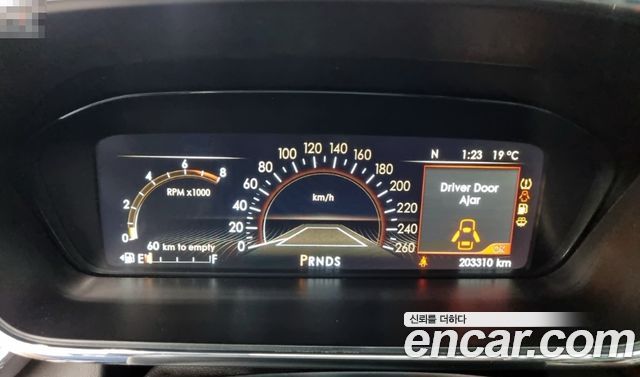 N 1:23 19 °C
0 2 4 6 8
RPM x1000
0 20 40 60 80 100 120 140 160 180 200 220 240 260
km/h
Driver Door
Ajar
OK
60 km to empty
E F
PRNDS
203310 km
신뢰를 더하다
encar.com